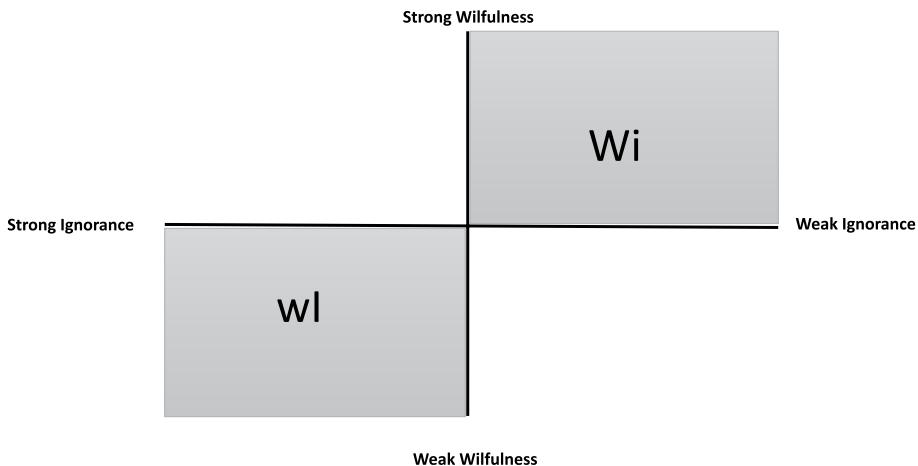 Strong Wilfulness
Wi
Strong Ignorance
Weak Ignorance
wI
Weak Wilfulness